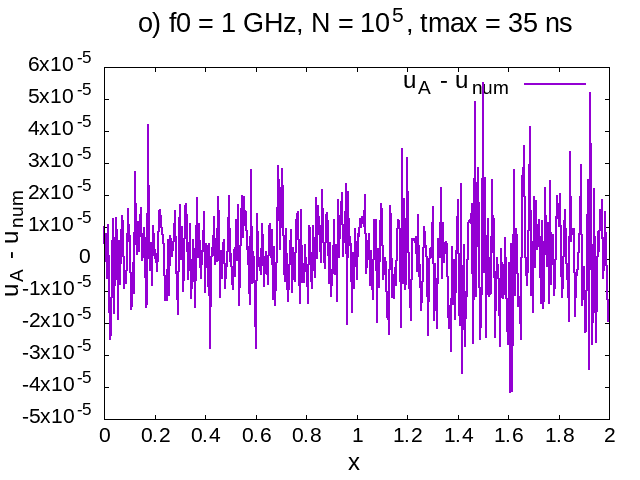 o) f0 = 1 GHz, N = 10^5, tmax = 35 ns
u_A - u_num
6x10^-5
5x10^-5
4x10^-5
3x10^-5
2x10^-5
1x10^-5
0
-1x10^-5
-2x10^-5
-3x10^-5
-4x10^-5
-5x10^-5
u_A - u_num
0 0.2 0.4 0.6 0.8 1 1.2 1.4 1.6 1.8 2
x